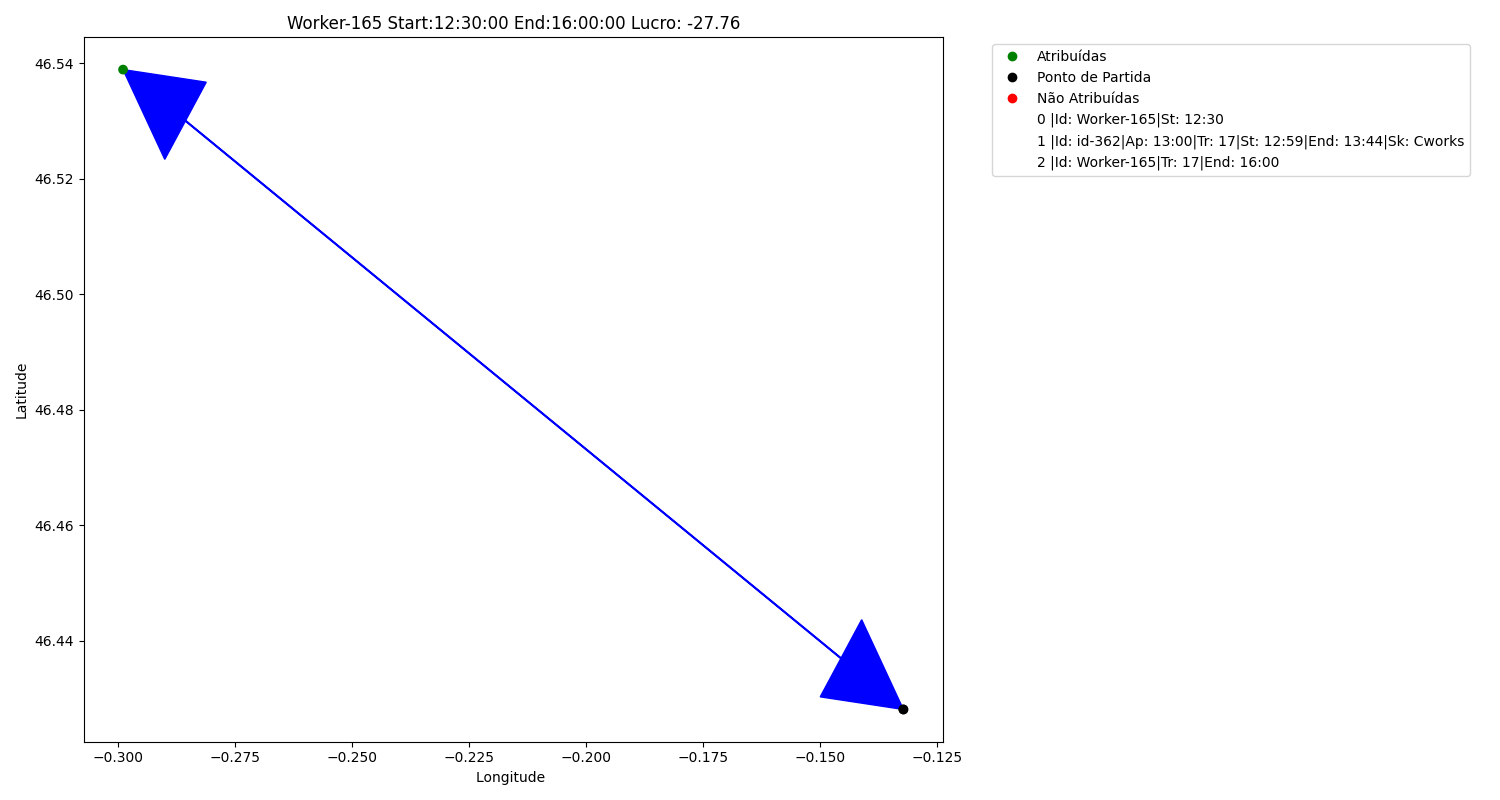 Worker-165 Start:12:30:00 End:16:00:00 Lucro: -27.76
46.54
46.52
46.50
46.48
46.46
46.44
Latitude
−0.300
−0.275
−0.250
−0.225
−0.200
−0.175
−0.150
−0.125
Longitude
Atribuídas
Ponto de Partida
Não Atribuídas
0 |Id: Worker-165|St: 12:30
1 |Id: id-362|Ap: 13:00|Tr: 17|St: 12:59|End: 13:44|Sk: Cworks
2 |Id: Worker-165|Tr: 17|End: 16:00